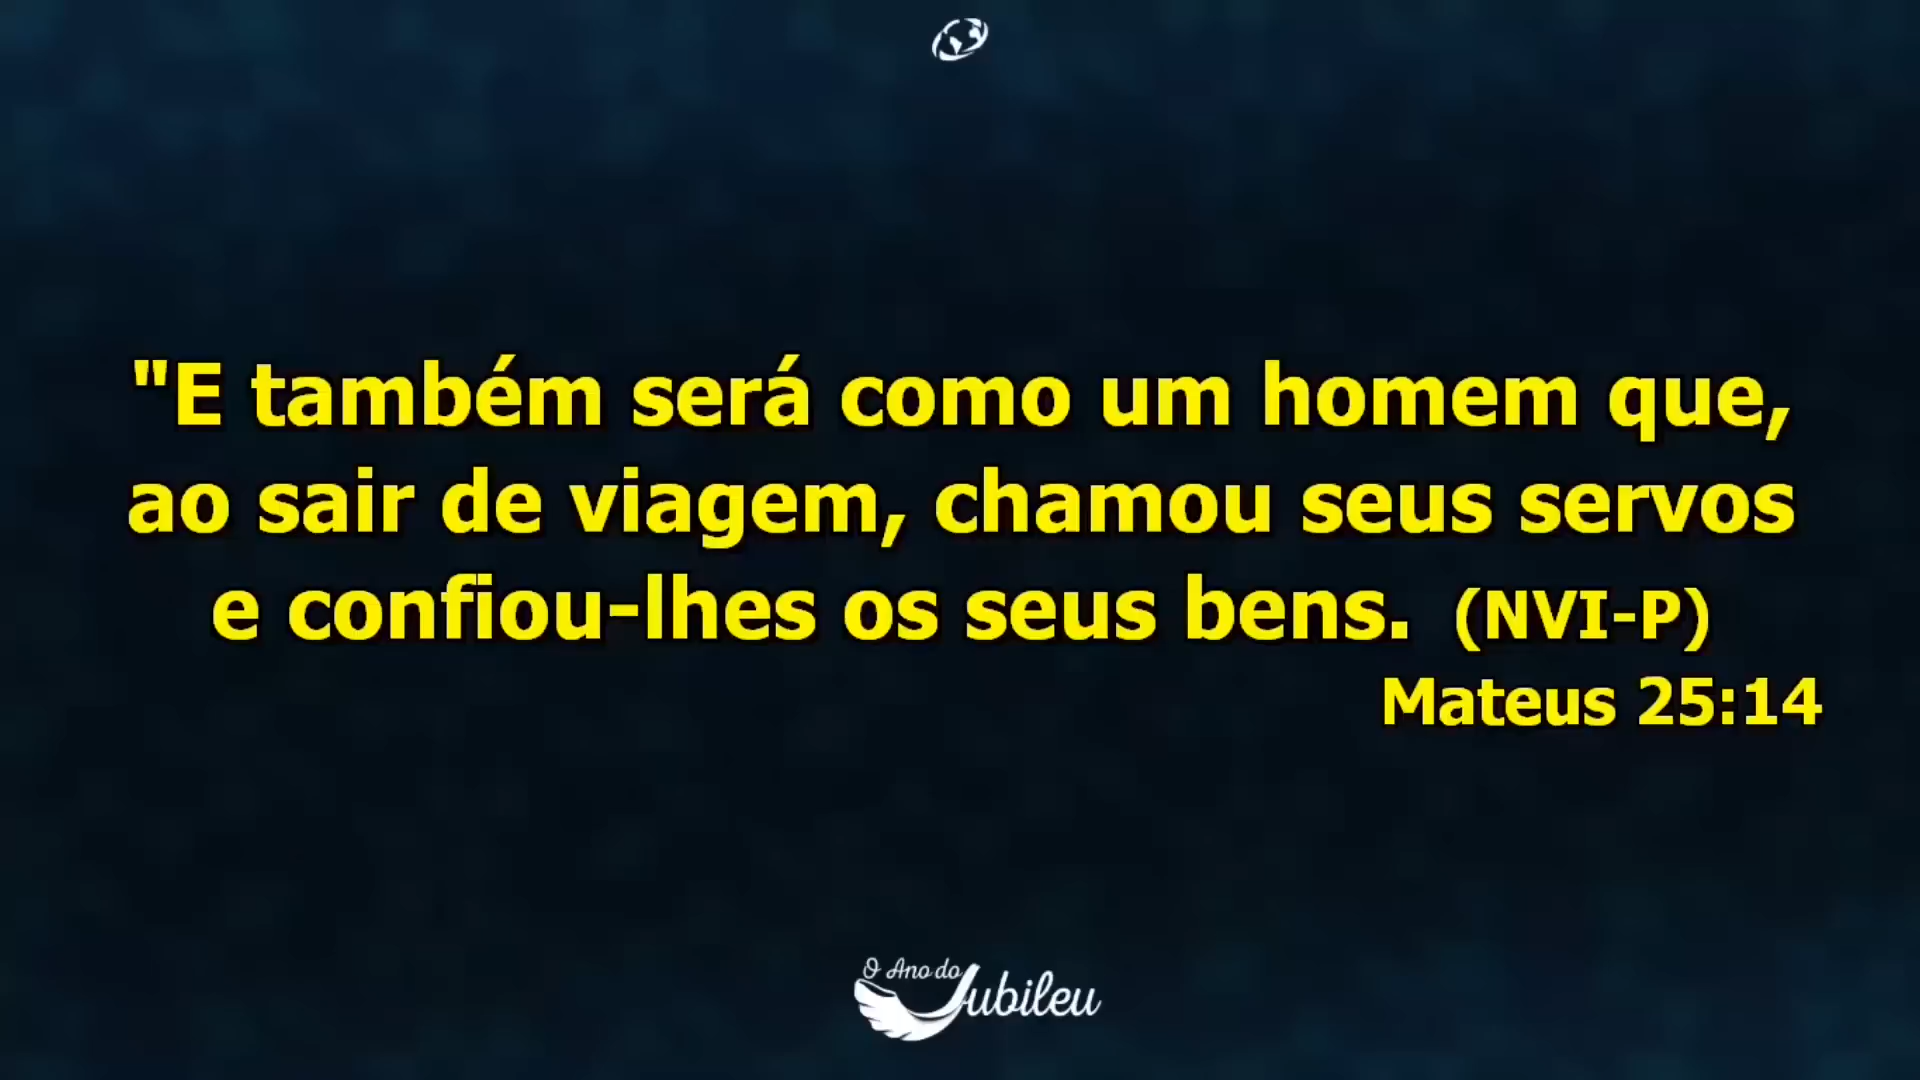 "E também será como um homem que,
ao sair de viagem, chamou seus servos
e confiou-lhes os seus bens. (NVI-P)
Mateus 25:14
O Ano do
Jubileu